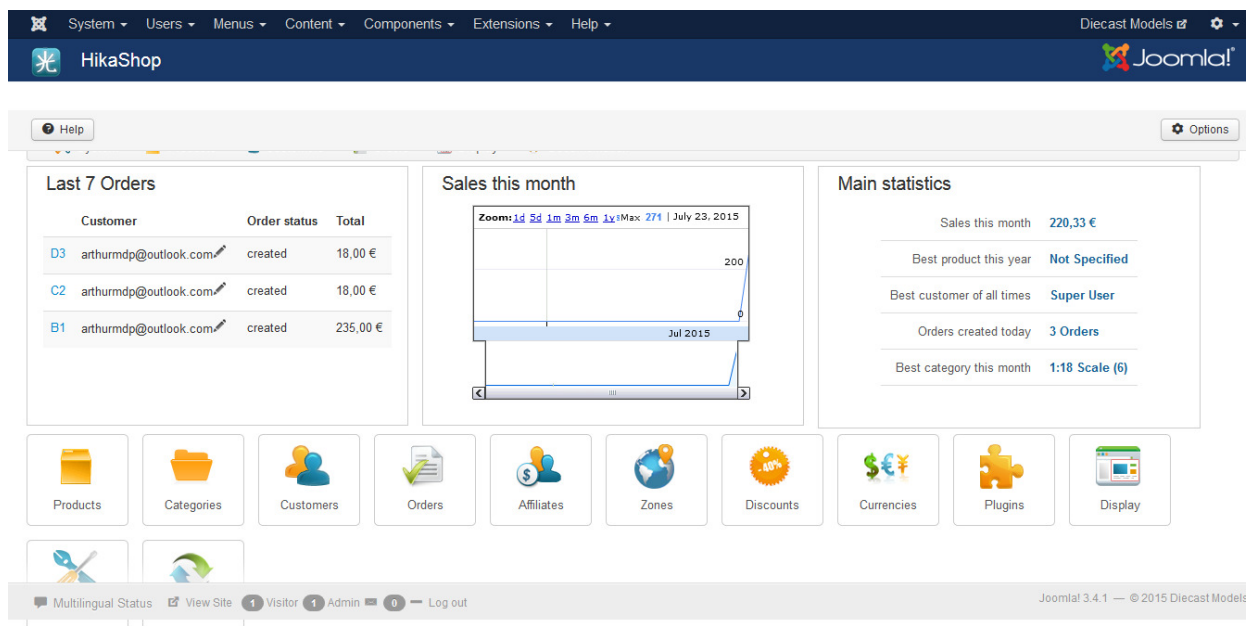 System Users Menus Content Components Extensions Help Diecast Models
光 HikaShop Joomla!
Help Options
Last 7 Orders
Customer Order status Total
D3 arthurmdp@outlook.com created 18,00 €
C2 arthurmdp@outlook.com created 18,00 €
B1 arthurmdp@outlook.com created 235,00 €
Sales this month
Zoom: 1d 5d 1m 3m 6m 1y Max 271 | July 23, 2015
200
0
Jul 2015
Main statistics
Sales this month 220,33 €
Best product this year Not Specified
Best customer of all times Super User
Orders created today 3 Orders
Best category this month 1:18 Scale (6)
Products Categories Customers Orders Affiliates Zones Discounts Currencies Plugins Display
$ -40% $€¥
Multilingual Status View Site 1 Visitor 1 Admin 0 Log out Joomla! 3.4.1 — © 2015 Diecast Models